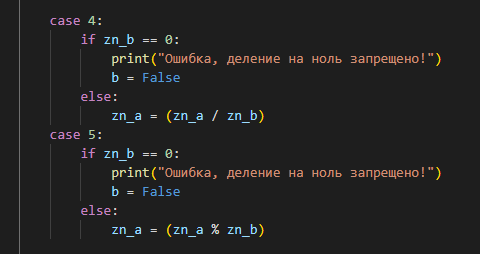 case 4:
if zn_b == 0:
print("Ошибка, деление на ноль запрещено!")
b = False
else:
zn_a = (zn_a / zn_b)
case 5:
if zn_b == 0:
print("Ошибка, деление на ноль запрещено!")
b = False
else:
zn_a = (zn_a % zn_b)